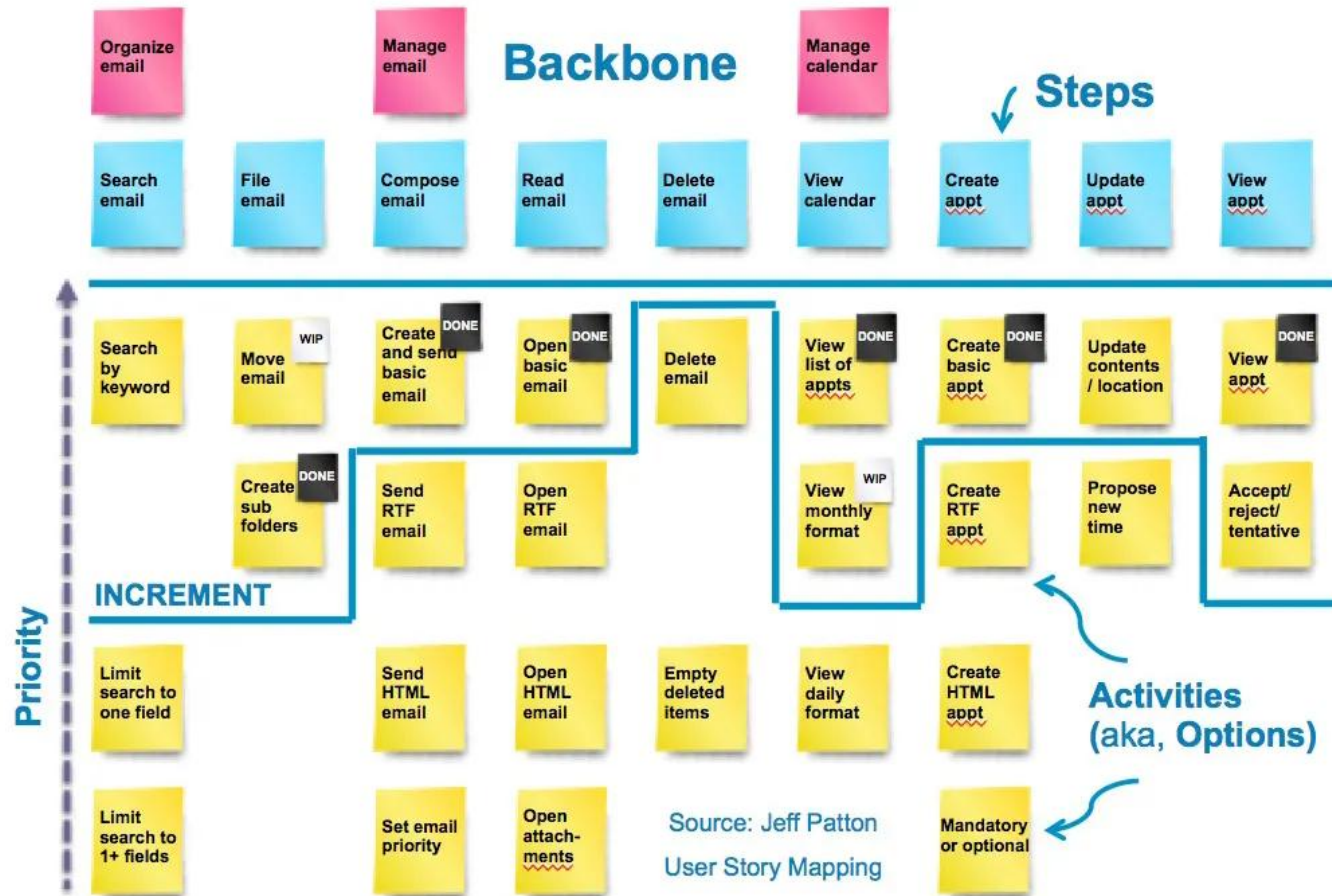 Organize
email
Manage
email
Backbone
Manage
calendar
Steps
Search
email
File
email
Compose
email
Read
email
Delete
email
View
calendar
Create
appt
Update
appt
View
appt
Priority
Search
by
keyword
WIP
Move
email
DONE
Create
and send
basic
email
DONE
Open
basic
email
Delete
email
DONE
View
list of
appts
DONE
Create
basic
appt
Update
contents
/ location
DONE
View
appt
DONE
Create
sub
folders
Send
RTF
email
Open
RTF
email
WIP
View
monthly
format
Create
RTF
appt
Propose
new
time
Accept/
reject/
tentative
INCREMENT
Limit
search to
one field
Send
HTML
email
Open
HTML
email
Empty
deleted
items
View
daily
format
Create
HTML
appt
Activities
(aka, Options)
Limit
search to
1+ fields
Set email
priority
Open
attach-
ments
Source: Jeff Patton
User Story Mapping
Mandatory
or optional